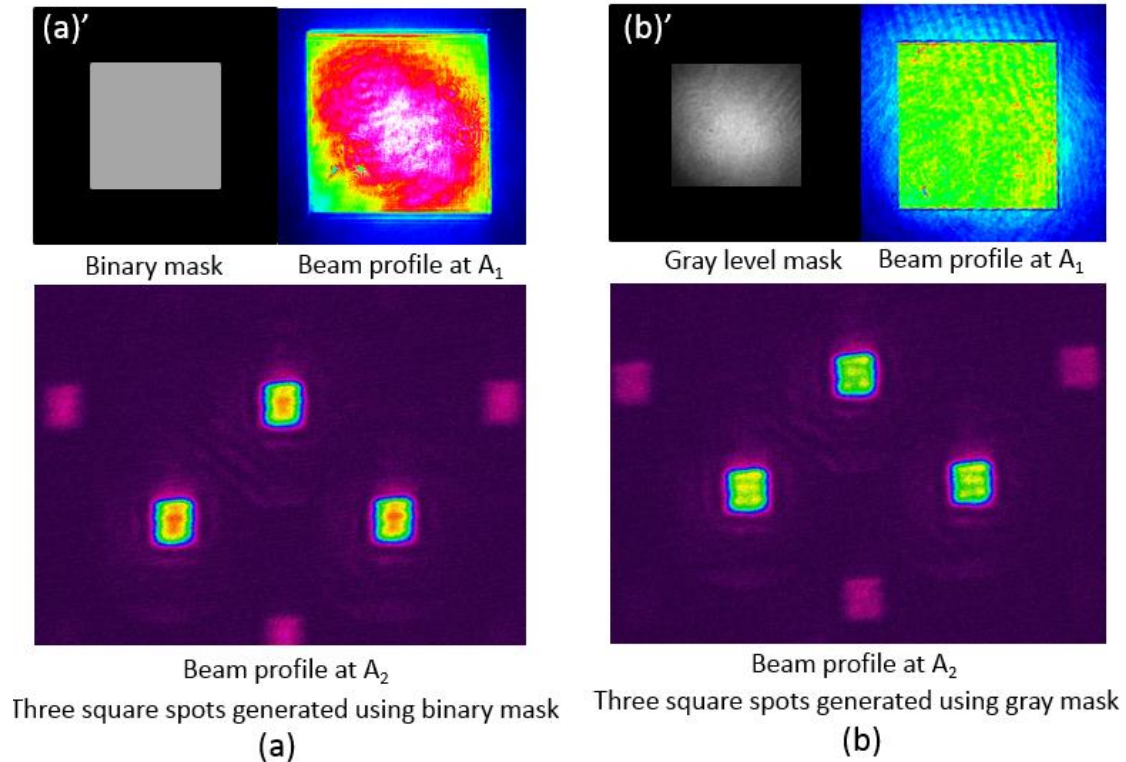 (a)'
Binary mask
Beam profile at A₁
Beam profile at A₂
Three square spots generated using binary mask
(a)
(b)'
Gray level mask
Beam profile at A₁
Beam profile at A₂
Three square spots generated using gray mask
(b)